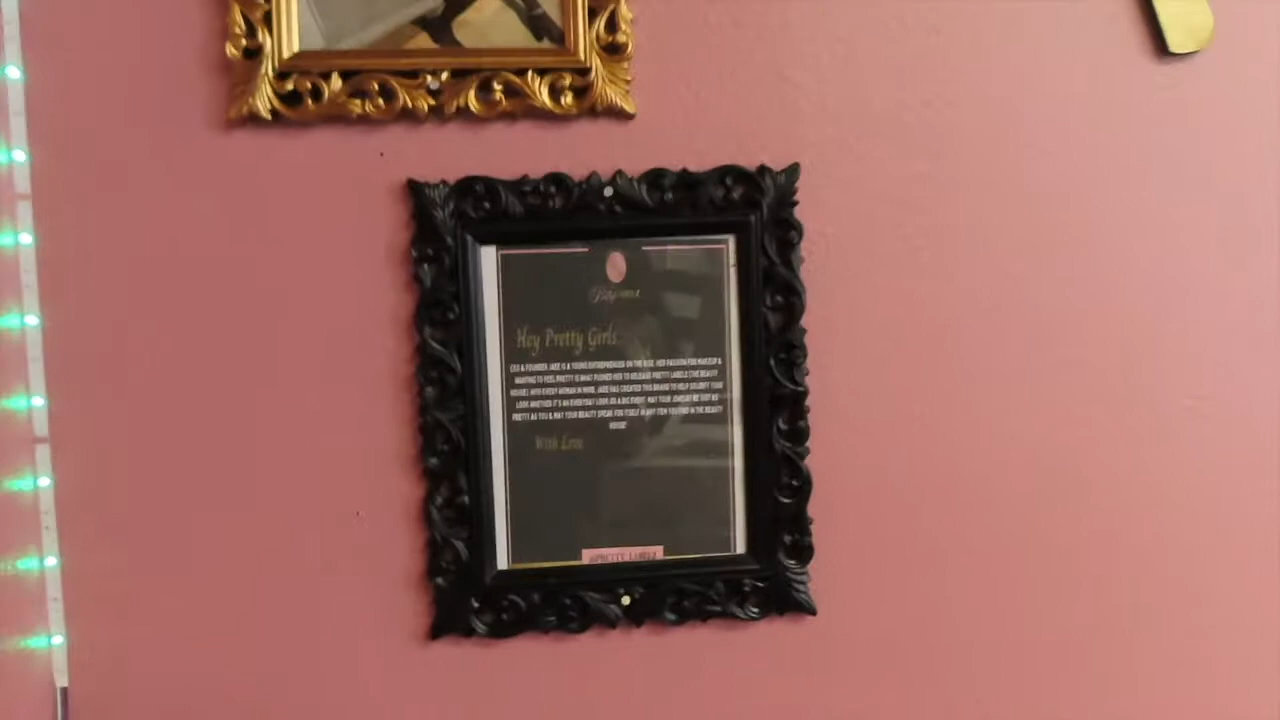 Hey Pretty Girls
CEO & FOUNDER JADE IS A YOUNG ENTREPRENEUR ON THE RISE. HER PASSION FOR MAKEUP &
WANTING TO FEEL PRETTY IS WHAT PUSHED HER TO RELEASE PRETTY LABELZ (THE BEAUTY
HOUSE). WITH EVERY WOMAN IN MIND, JADE HAS CREATED THIS BRAND TO HELP SOLIDIFY YOUR
LOOK WHETHER IT'S AN EVERYDAY LOOK OR A BIG EVENT. MAY YOUR JEWELRY BE JUST AS
PRETTY AS YOU & MAY YOUR BEAUTY SPEAK FOR ITSELF IN ANY ITEM YOU FIND IN THE BEAUTY
HOUSE!
With Love
@PRETTY LABELZ